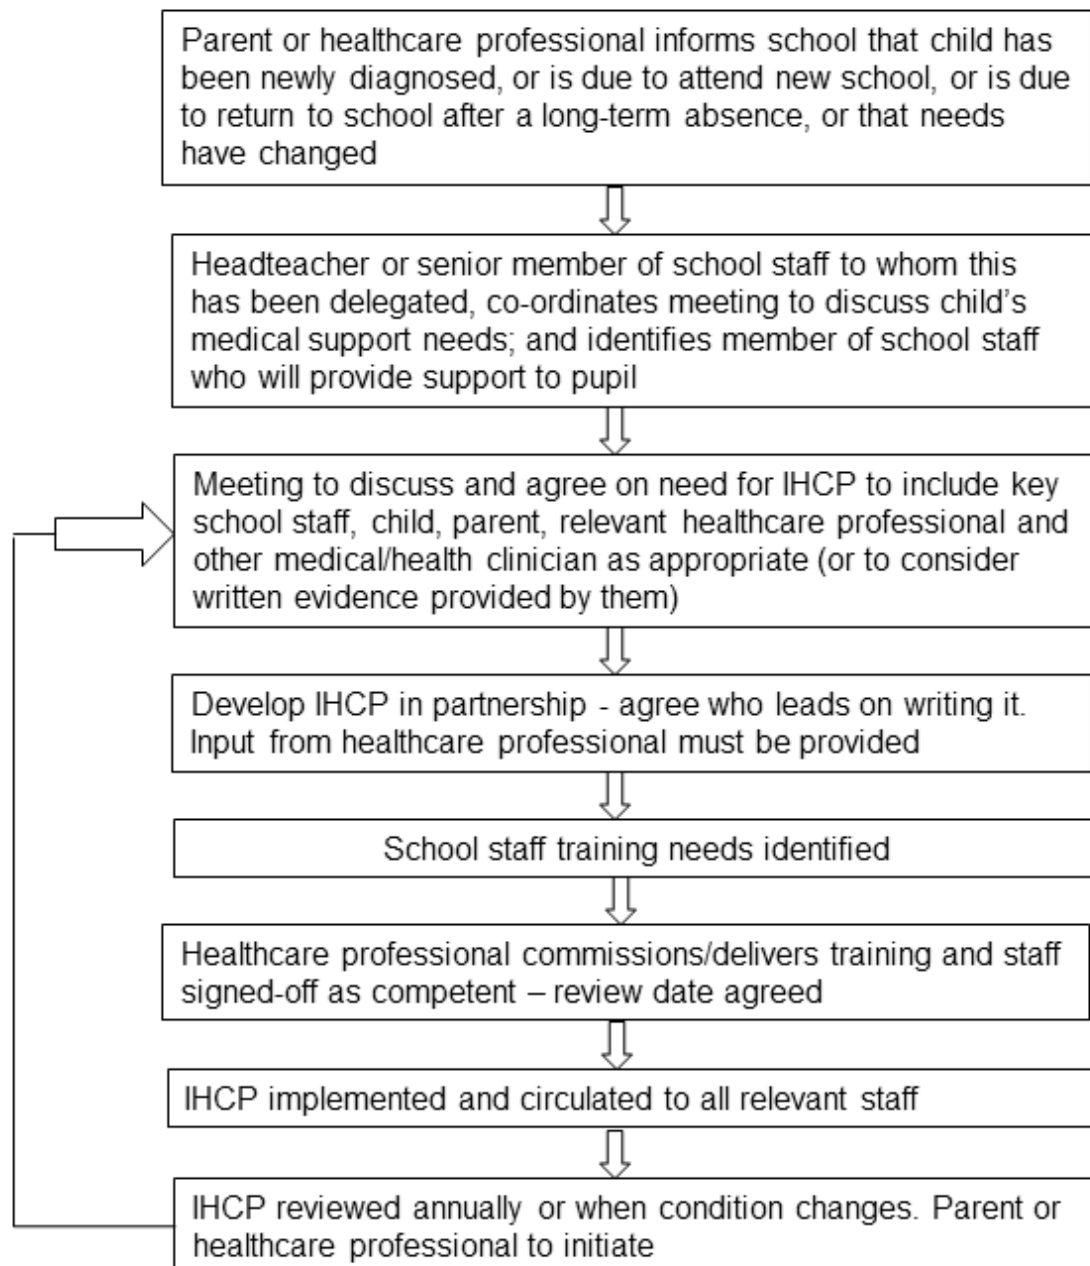 Parent or healthcare professional informs school that child has
been newly diagnosed, or is due to attend new school, or is due
to return to school after a long-term absence, or that needs
have changed
Headteacher or senior member of school staff to whom this
has been delegated, co-ordinates meeting to discuss child's
medical support needs; and identifies member of school staff
who will provide support to pupil
Meeting to discuss and agree on need for IHCP to include key
school staff, child, parent, relevant healthcare professional and
other medical/health clinician as appropriate (or to consider
written evidence provided by them)
Develop IHCP in partnership - agree who leads on writing it.
Input from healthcare professional must be provided
School staff training needs identified
Healthcare professional commissions/delivers training and staff
signed-off as competent – review date agreed
IHCP implemented and circulated to all relevant staff
IHCP reviewed annually or when condition changes. Parent or
healthcare professional to initiate